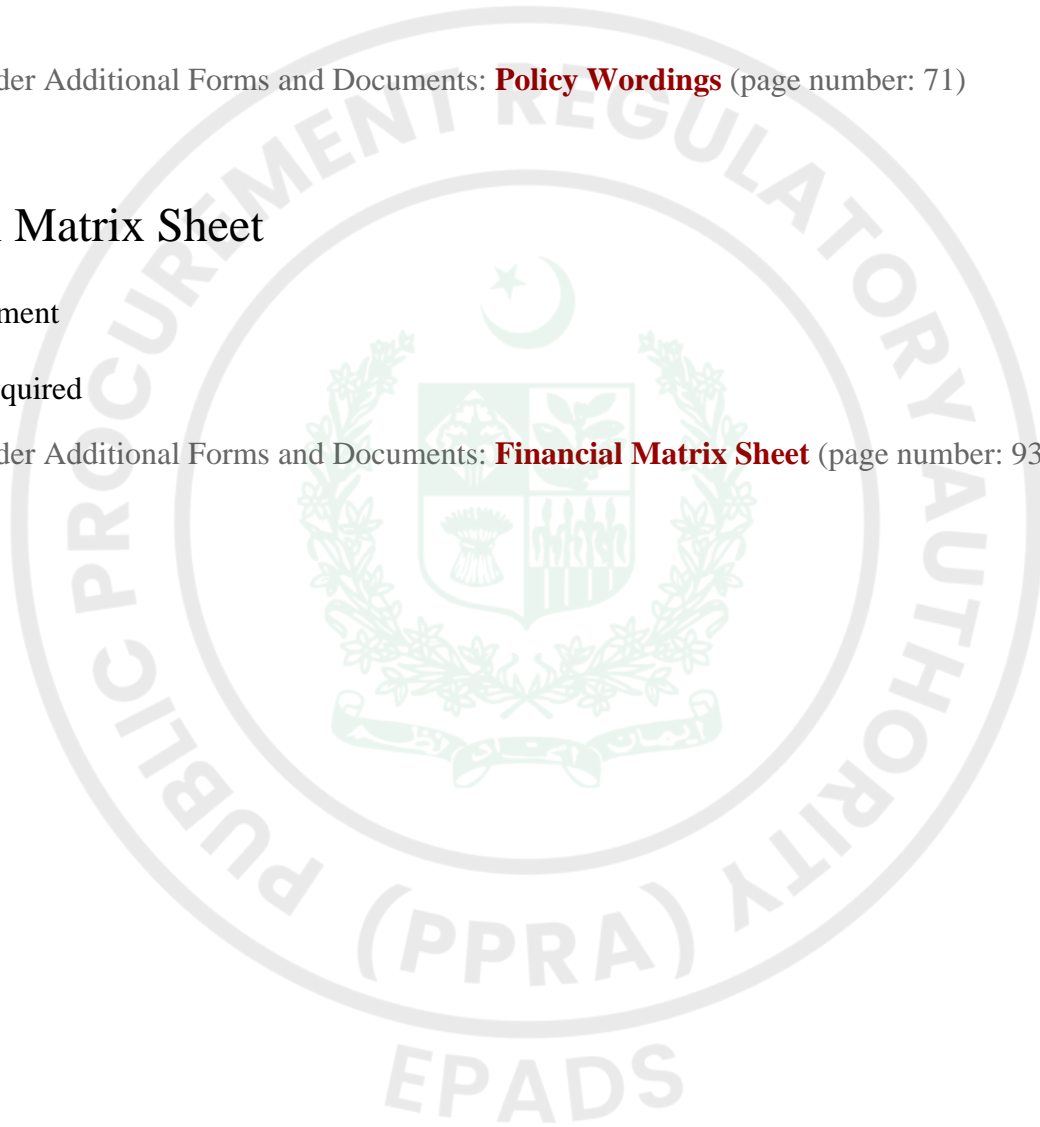 der Additional Forms and Documents: Policy Wordings (page number: 71)
Matrix Sheet
ment
quired
der Additional Forms and Documents: Financial Matrix Sheet (page number: 93
PUBLIC PROCUREMENT REGULATORY AUTHORITY
(PPRA)
EPADS